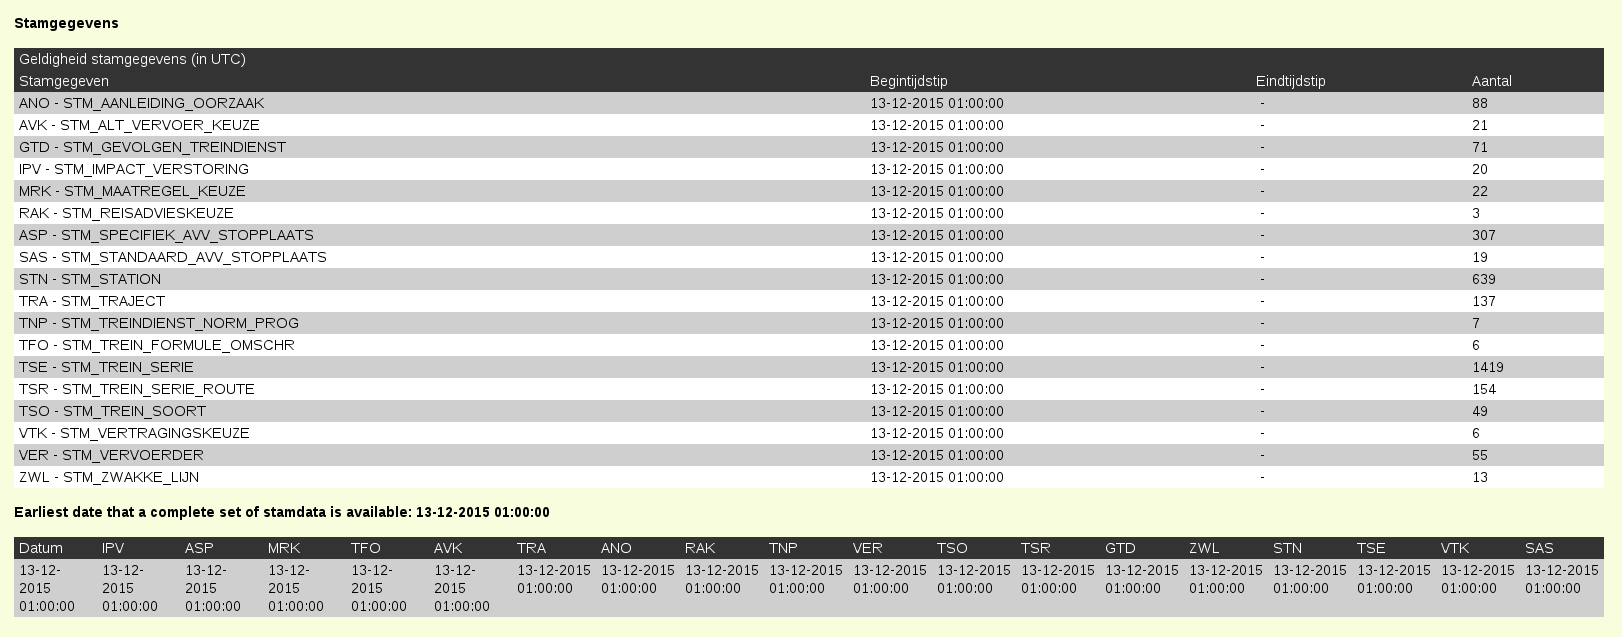 Stamgegevens
Geldigheid stamgegevens (in UTC)
Stamgegeven Begintijdstip Eindtijdstip Aantal
ANO - STM_AANLEIDING_OORZAAK 13-12-2015 01:00:00 - 88
AVK - STM_ALT_VERVOER_KEUZE 13-12-2015 01:00:00 - 21
GTD - STM_GEVOLGEN_TREINDIENST 13-12-2015 01:00:00 - 71
IPV - STM_IMPACT_VERSTORING 13-12-2015 01:00:00 - 20
MRK - STM_MAATREGEL_KEUZE 13-12-2015 01:00:00 - 22
RAK - STM_REISADVIESKEUZE 13-12-2015 01:00:00 - 3
ASP - STM_SPECIFIEK_AVV_STOPPLAATS 13-12-2015 01:00:00 - 307
SAS - STM_STANDAARD_AVV_STOPPLAATS 13-12-2015 01:00:00 - 19
STN - STM_STATION 13-12-2015 01:00:00 - 639
TRA - STM_TRAJECT 13-12-2015 01:00:00 - 137
TNP - STM_TREINDIENST_NORM_PROG 13-12-2015 01:00:00 - 7
TFO - STM_TREIN_FORMULE_OMSCHR 13-12-2015 01:00:00 - 6
TSE - STM_TREIN_SERIE 13-12-2015 01:00:00 - 1419
TSR - STM_TREIN_SERIE_ROUTE 13-12-2015 01:00:00 - 154
TSO - STM_TREIN_SOORT 13-12-2015 01:00:00 - 49
VTK - STM_VERTRAGINGSKEUZE 13-12-2015 01:00:00 - 6
VER - STM_VERVOERDER 13-12-2015 01:00:00 - 55
ZWL - STM_ZWAKKE_LIJN 13-12-2015 01:00:00 - 13
Earliest date that a complete set of stamdata is available: 13-12-2015 01:00:00
Datum IPV ASP MRK TFO AVK TRA ANO RAK TNP VER TSO TSR GTD ZWL STN TSE VTK SAS
13-12- 13-12- 13-12- 13-12- 13-12- 13-12- 13-12-2015 13-12-2015 13-12-2015 13-12-2015 13-12-2015 13-12-2015 13-12-2015 13-12-2015 13-12-2015 13-12-2015 13-12-2015 13-12-2015 13-12-2015
2015 2015 2015 2015 2015 2015 01:00:00 01:00:00 01:00:00 01:00:00 01:00:00 01:00:00 01:00:00 01:00:00 01:00:00 01:00:00 01:00:00 01:00:00 01:00:00
01:00:00 01:00:00 01:00:00 01:00:00 01:00:00 01:00:00